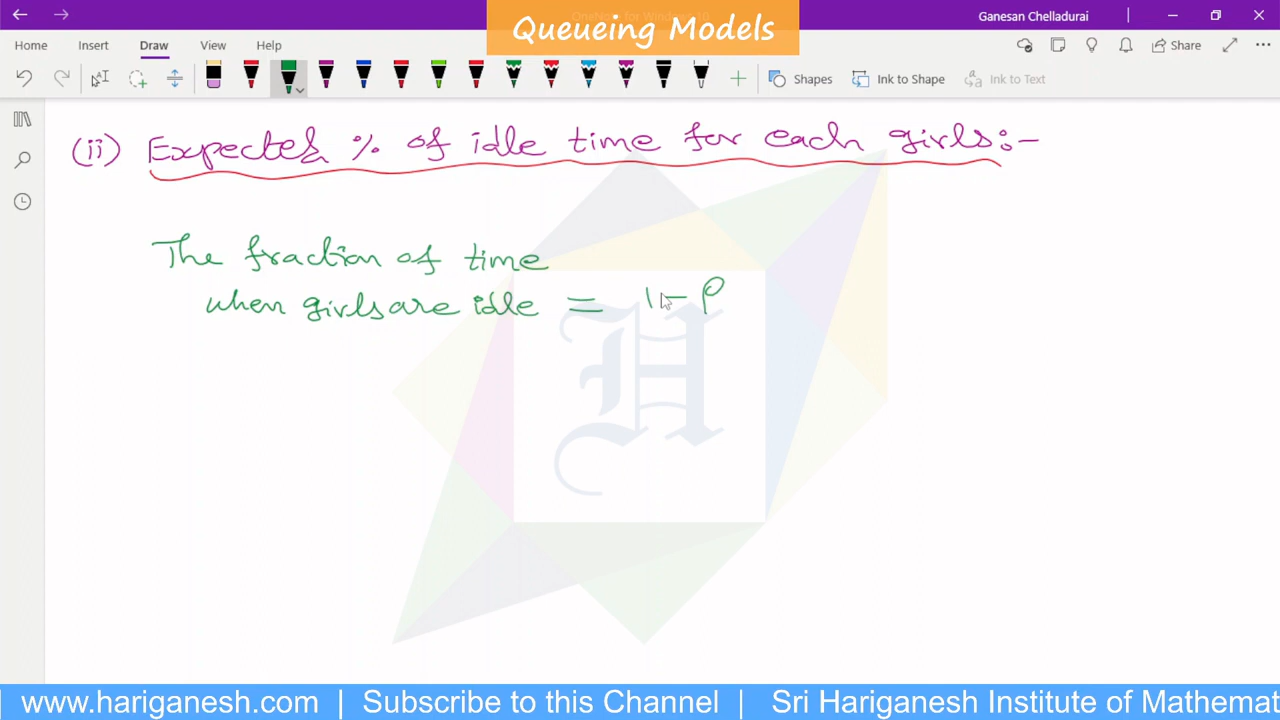 Queueing Models
Ganesan Chelladurai
Home Insert Draw View Help
Share
Shapes
Ink to Shape
Ink to Text
(ii) Expected % of idle time for each girls:-
The fraction of time
when girls are idle = 1 - ρ
H
www.hariganesh.com | Subscribe to this Channel | Sri Hariganesh Institute of Mathemat